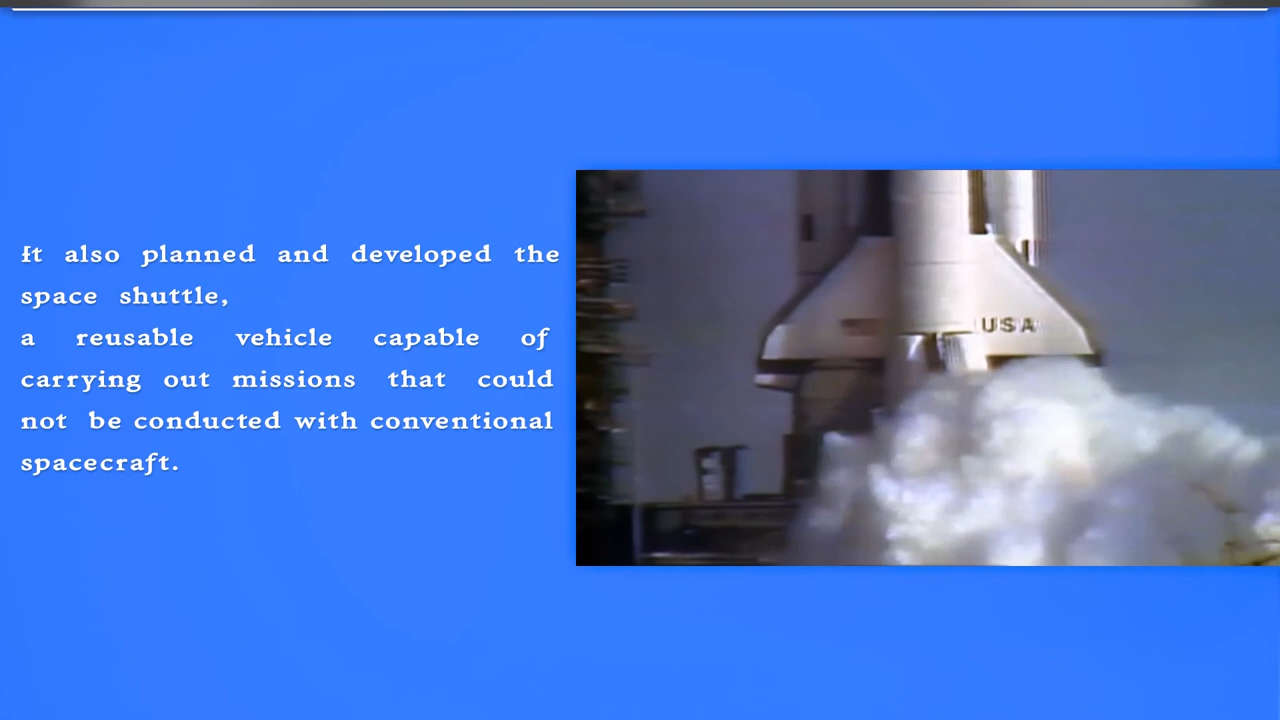 It also planned and developed the
space shuttle,
a reusable vehicle capable of
carrying out missions that could
not be conducted with conventional
spacecraft.
USA